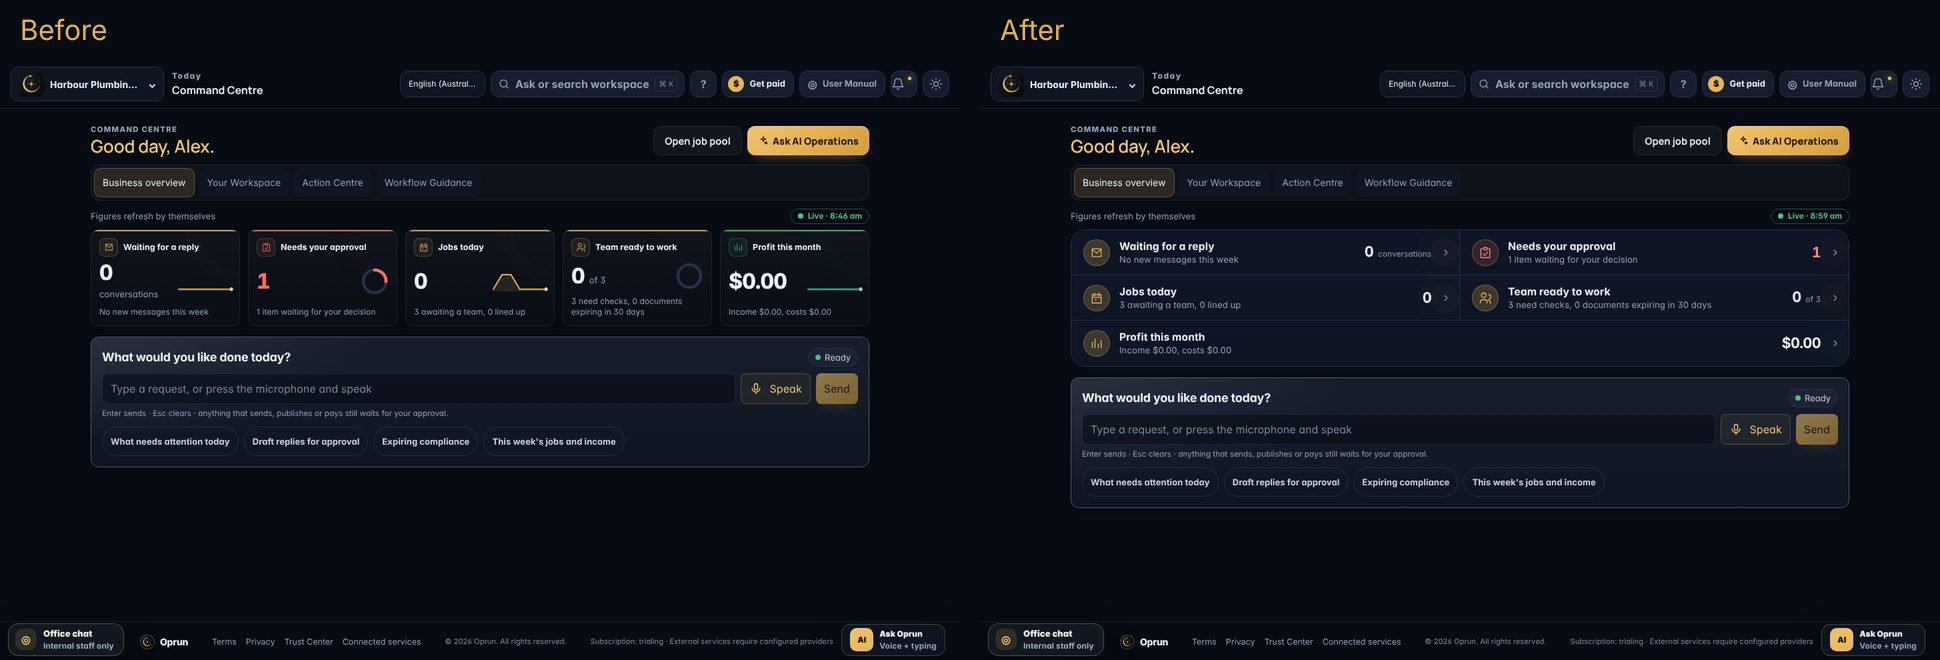 Before
Harbour Plumbin...
Today
Command Centre
English (Austral...
Ask or search workspace ⌘ K
?
$ Get paid
User Manual
COMMAND CENTRE
Good day, Alex.
Open job pool
Ask AI Operations
Business overview
Your Workspace
Action Centre
Workflow Guidance
Figures refresh by themselves
Live · 8:46 am
Waiting for a reply
0
conversations
No new messages this week
Needs your approval
1
1 item waiting for your decision
Jobs today
0
3 awaiting a team, 0 lined up
Team ready to work
0 of 3
3 need checks, 0 documents
expiring in 30 days
Profit this month
$0.00
Income $0.00, costs $0.00
What would you like done today?
Ready
Type a request, or press the microphone and speak
Speak
Send
Enter sends · Esc clears · anything that sends, publishes or pays still waits for your approval.
What needs attention today
Draft replies for approval
Expiring compliance
This week's jobs and income
Office chat
Internal staff only
Oprun
Terms
Privacy
Trust Center
Connected services
© 2026 Oprun. All rights reserved.
Subscription: trialing · External services require configured providers
AI
Ask Oprun
Voice + typing
After
Harbour Plumbin...
Today
Command Centre
English (Austral...
Ask or search workspace ⌘ K
?
$ Get paid
User Manual
COMMAND CENTRE
Good day, Alex.
Open job pool
Ask AI Operations
Business overview
Your Workspace
Action Centre
Workflow Guidance
Figures refresh by themselves
Live · 8:59 am
Waiting for a reply
No new messages this week
0 conversations
Needs your approval
1 item waiting for your decision
1
Jobs today
3 awaiting a team, 0 lined up
0
Team ready to work
3 need checks, 0 documents expiring in 30 days
0 of 3
Profit this month
Income $0.00, costs $0.00
$0.00
What would you like done today?
Ready
Type a request, or press the microphone and speak
Speak
Send
Enter sends · Esc clears · anything that sends, publishes or pays still waits for your approval.
What needs attention today
Draft replies for approval
Expiring compliance
This week's jobs and income
Office chat
Internal staff only
Oprun
Terms
Privacy
Trust Center
Connected services
© 2026 Oprun. All rights reserved.
Subscription: trialing · External services require configured providers
AI
Ask Oprun
Voice + typing